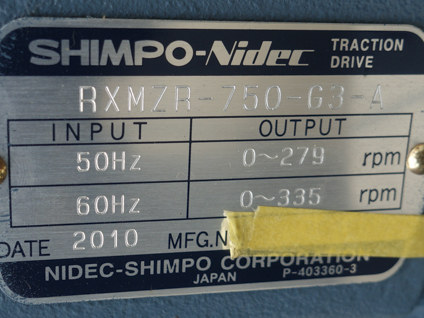 SHIMPO-Nidec TRACTION DRIVE
RXMZR-750-G3-A
INPUT OUTPUT
50Hz 0~279 rpm
60Hz 0~335 rpm
DATE 2010 MFG.N
NIDEC-SHIMPO CORPORATION
JAPAN P-403360-3